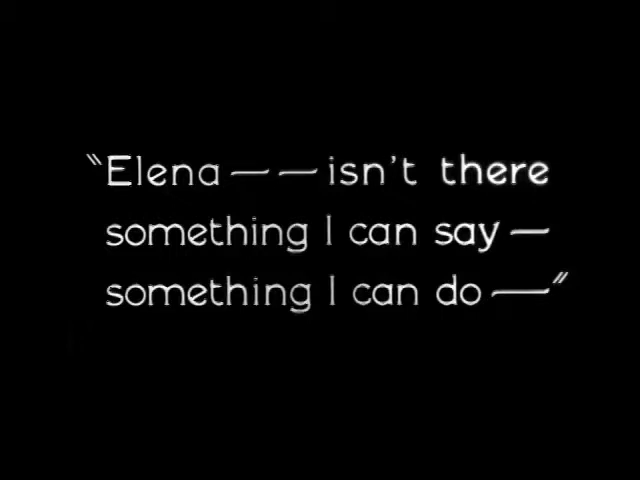 "Elena — — isn't there
something I can say —
something I can do —"